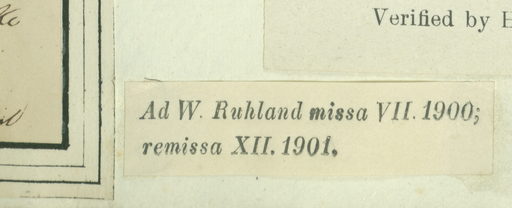 Verified by
Ad W. Ruhland missa VII. 1900;
remissa XII. 1901.